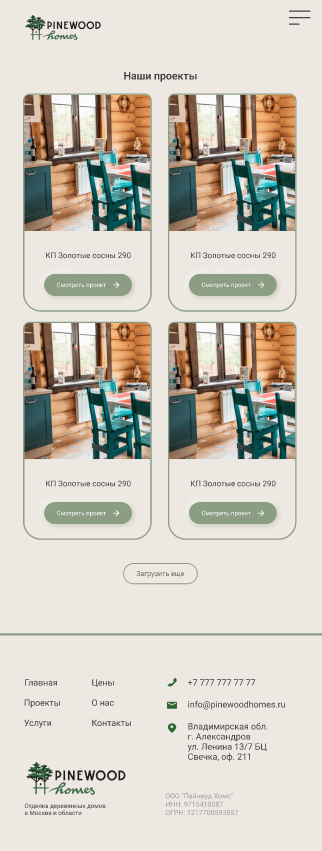 PINEWOOD
homes
Наши проекты
КП Золотые сосны 290
КП Золотые сосны 290
Смотреть проект
Смотреть проект
КП Золотые сосны 290
КП Золотые сосны 290
Смотреть проект
Смотреть проект
Загрузить еще
Главная
Цены
Проекты
О нас
Услуги
Контакты
+7 777 777 77 77
info@pinewoodhomes.ru
Владимирская обл.
г. Александров
ул. Ленина 13/7 БЦ
Свечка, оф. 211
PINEWOOD
homes
Отделка деревянных домов
в Москве и области
ООО "Пайнвуд Хомс"
ИНН: 9715410587
ОГРН: 1217700593857